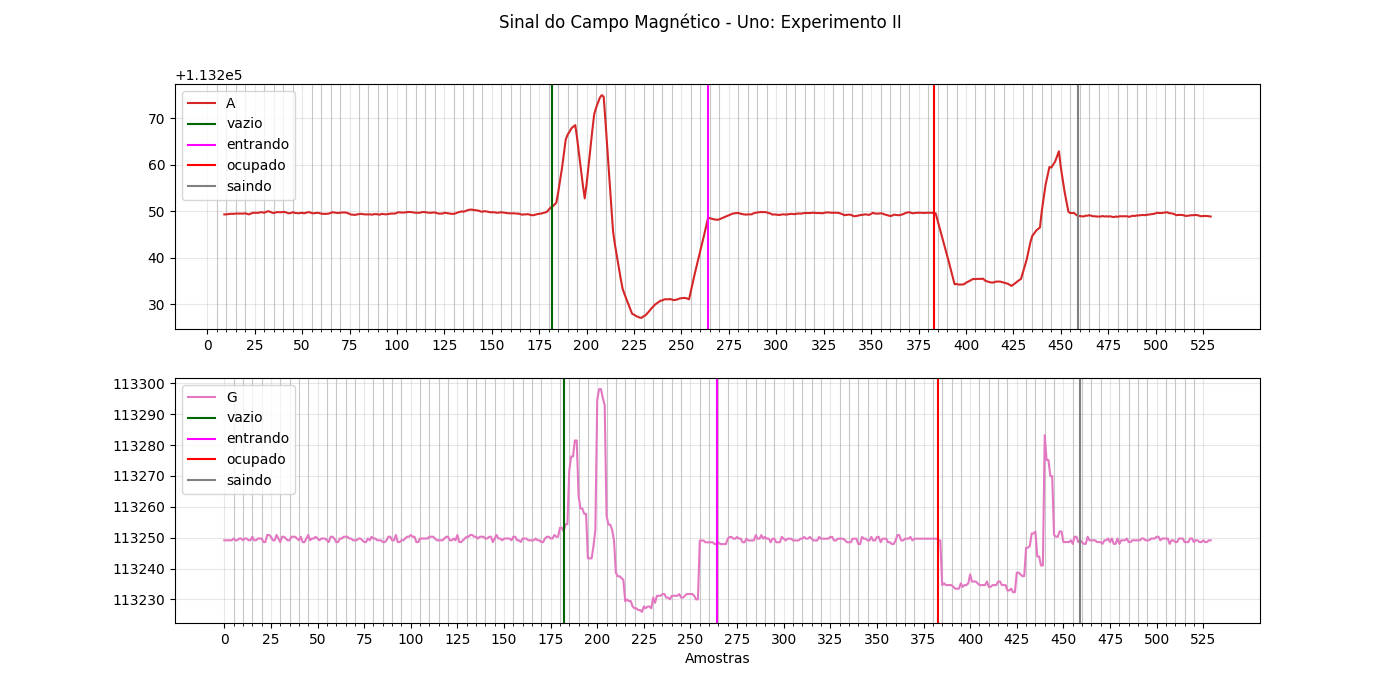 Sinal do Campo Magnético - Uno: Experimento II
+1.132e5
A
vazio
entrando
ocupado
saindo
70
60
50
40
30
0 25 50 75 100 125 150 175 200 225 250 275 300 325 350 375 400 425 450 475 500 525
G
vazio
entrando
ocupado
saindo
113300
113290
113280
113270
113260
113250
113240
113230
0 25 50 75 100 125 150 175 200 225 250 275 300 325 350 375 400 425 450 475 500 525
Amostras